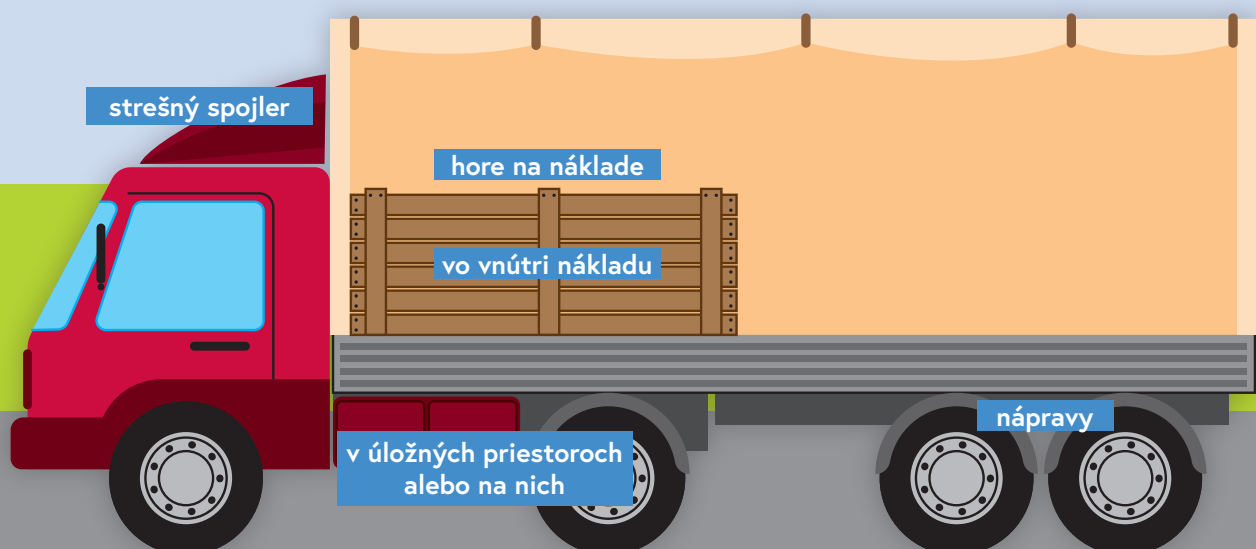 strešný spojler
hore na náklade
vo vnútri nákladu
nápravy
v úložných priestoroch
alebo na nich